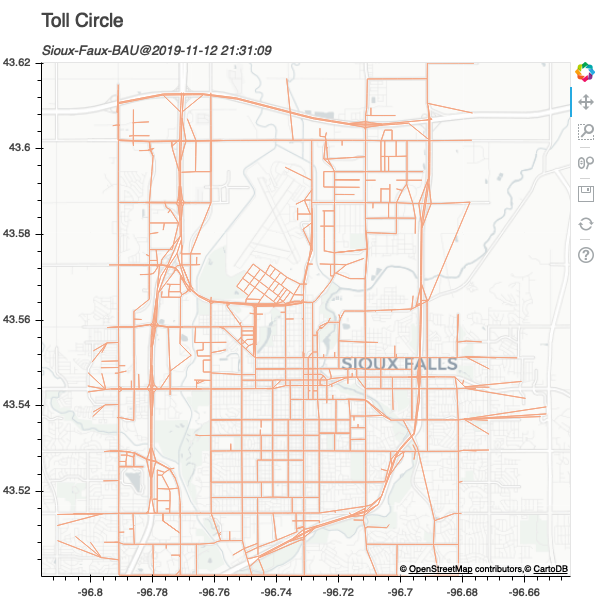 Toll Circle
Sioux-Faux-BAU@2019-11-12 21:31:09
43.62
43.6
43.58
43.56
SIOUX FALLS
43.54
43.52
© OpenStreetMap contributors,© CartoDB
-96.8 -96.78 -96.76 -96.74 -96.72 -96.7 -96.68 -96.66